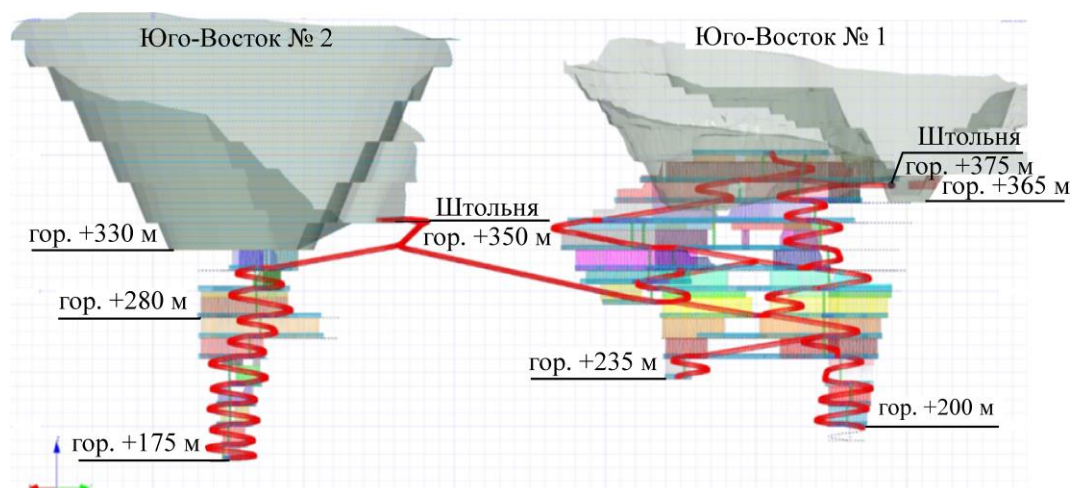 Юго-Восток № 2
Юго-Восток № 1
Штольня
гор. +375 м
гор. +365 м
Штольня
гор. +350 м
гор. +330 м
гор. +280 м
гор. +235 м
гор. +200 м
гор. +175 м